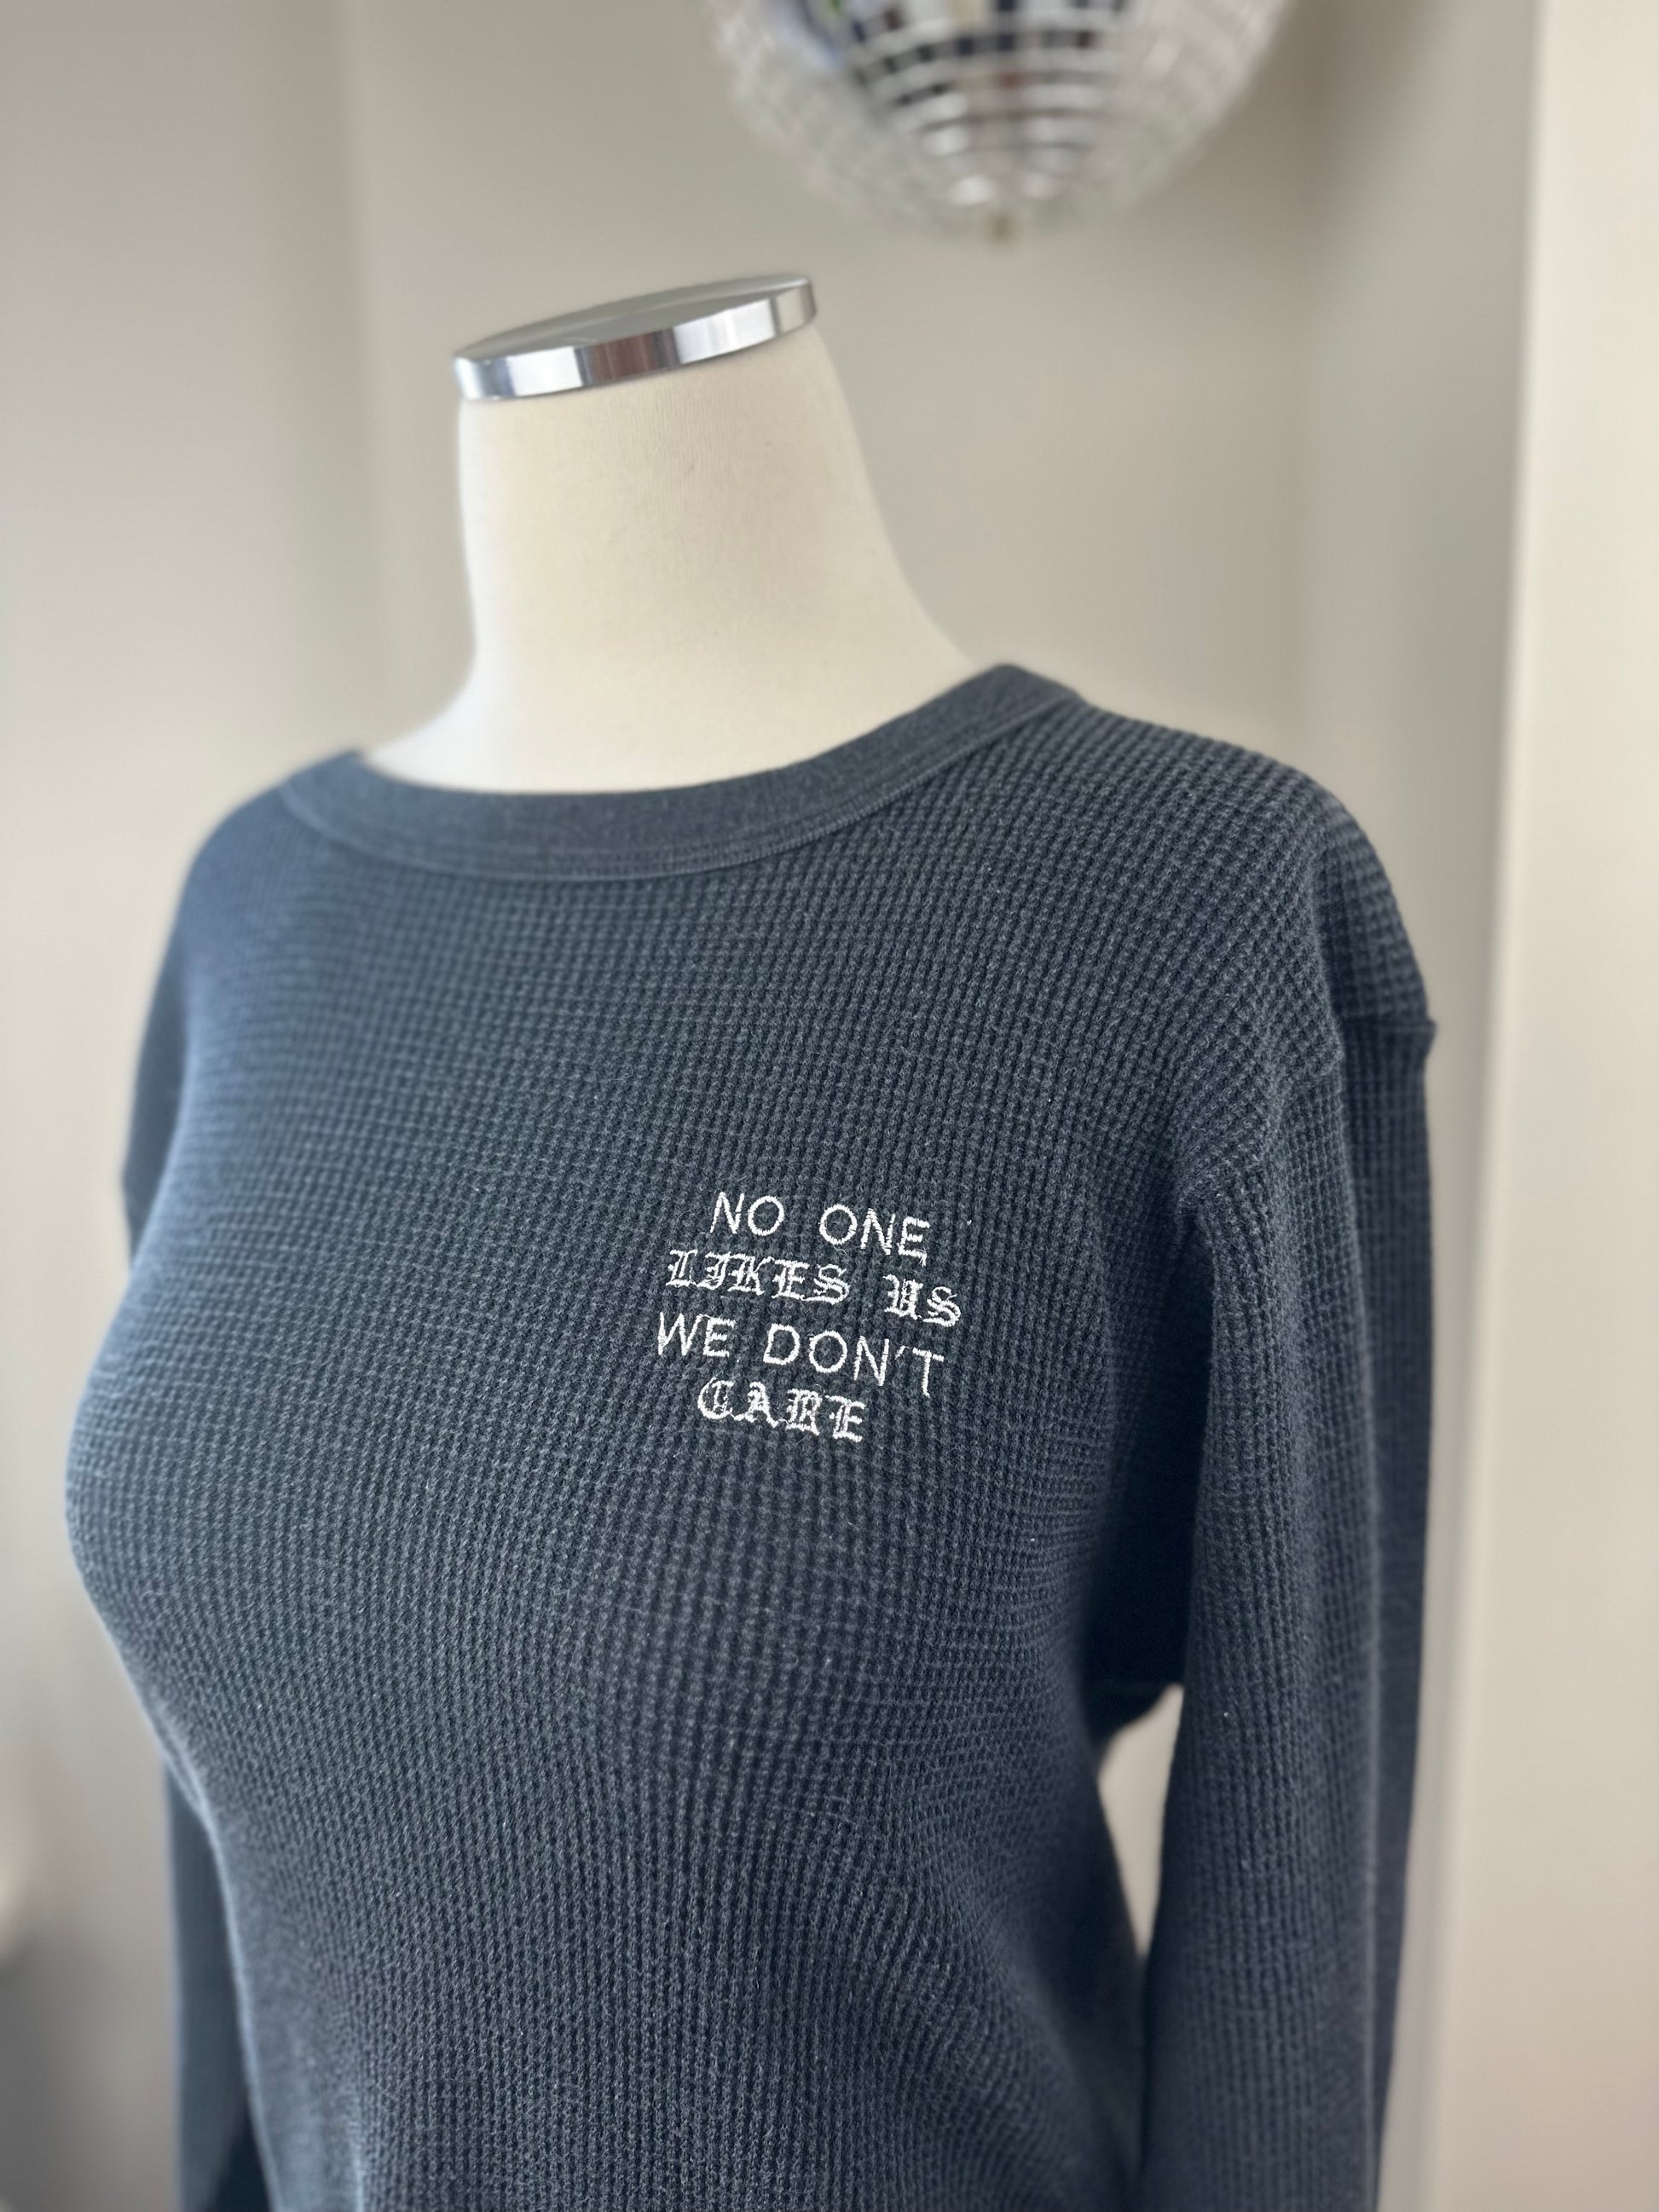 NO ONE
LIKES US
WE DON'T
CARE